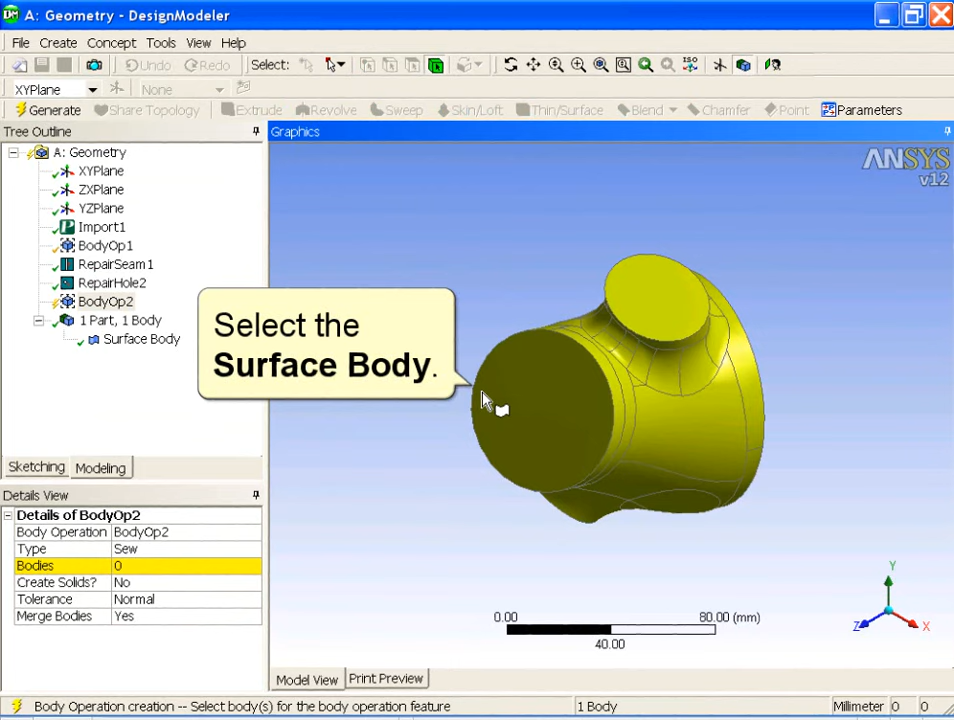 A: Geometry - DesignModeler
File Create Concept Tools View Help
Undo Redo Select: ISO
XYPlane None
Generate Share Topology Extrude Revolve Sweep Skin/Loft Thin/Surface Blend Chamfer Point Parameters
Tree Outline
A: Geometry
XYPlane
ZXPlane
YZPlane
Import1
BodyOp1
RepairSeam1
RepairHole2
BodyOp2
1 Part, 1 Body
Surface Body
Sketching Modeling
Details View
Details of BodyOp2
Body Operation BodyOp2
Type Sew
Bodies 0
Create Solids? No
Tolerance Normal
Merge Bodies Yes
Graphics
ANSYS
v12
Select the
Surface Body.
0.00 80.00 (mm)
40.00
Y
Z X
Model View Print Preview
Body Operation creation -- Select body(s) for the body operation feature 1 Body Millimeter 0 0